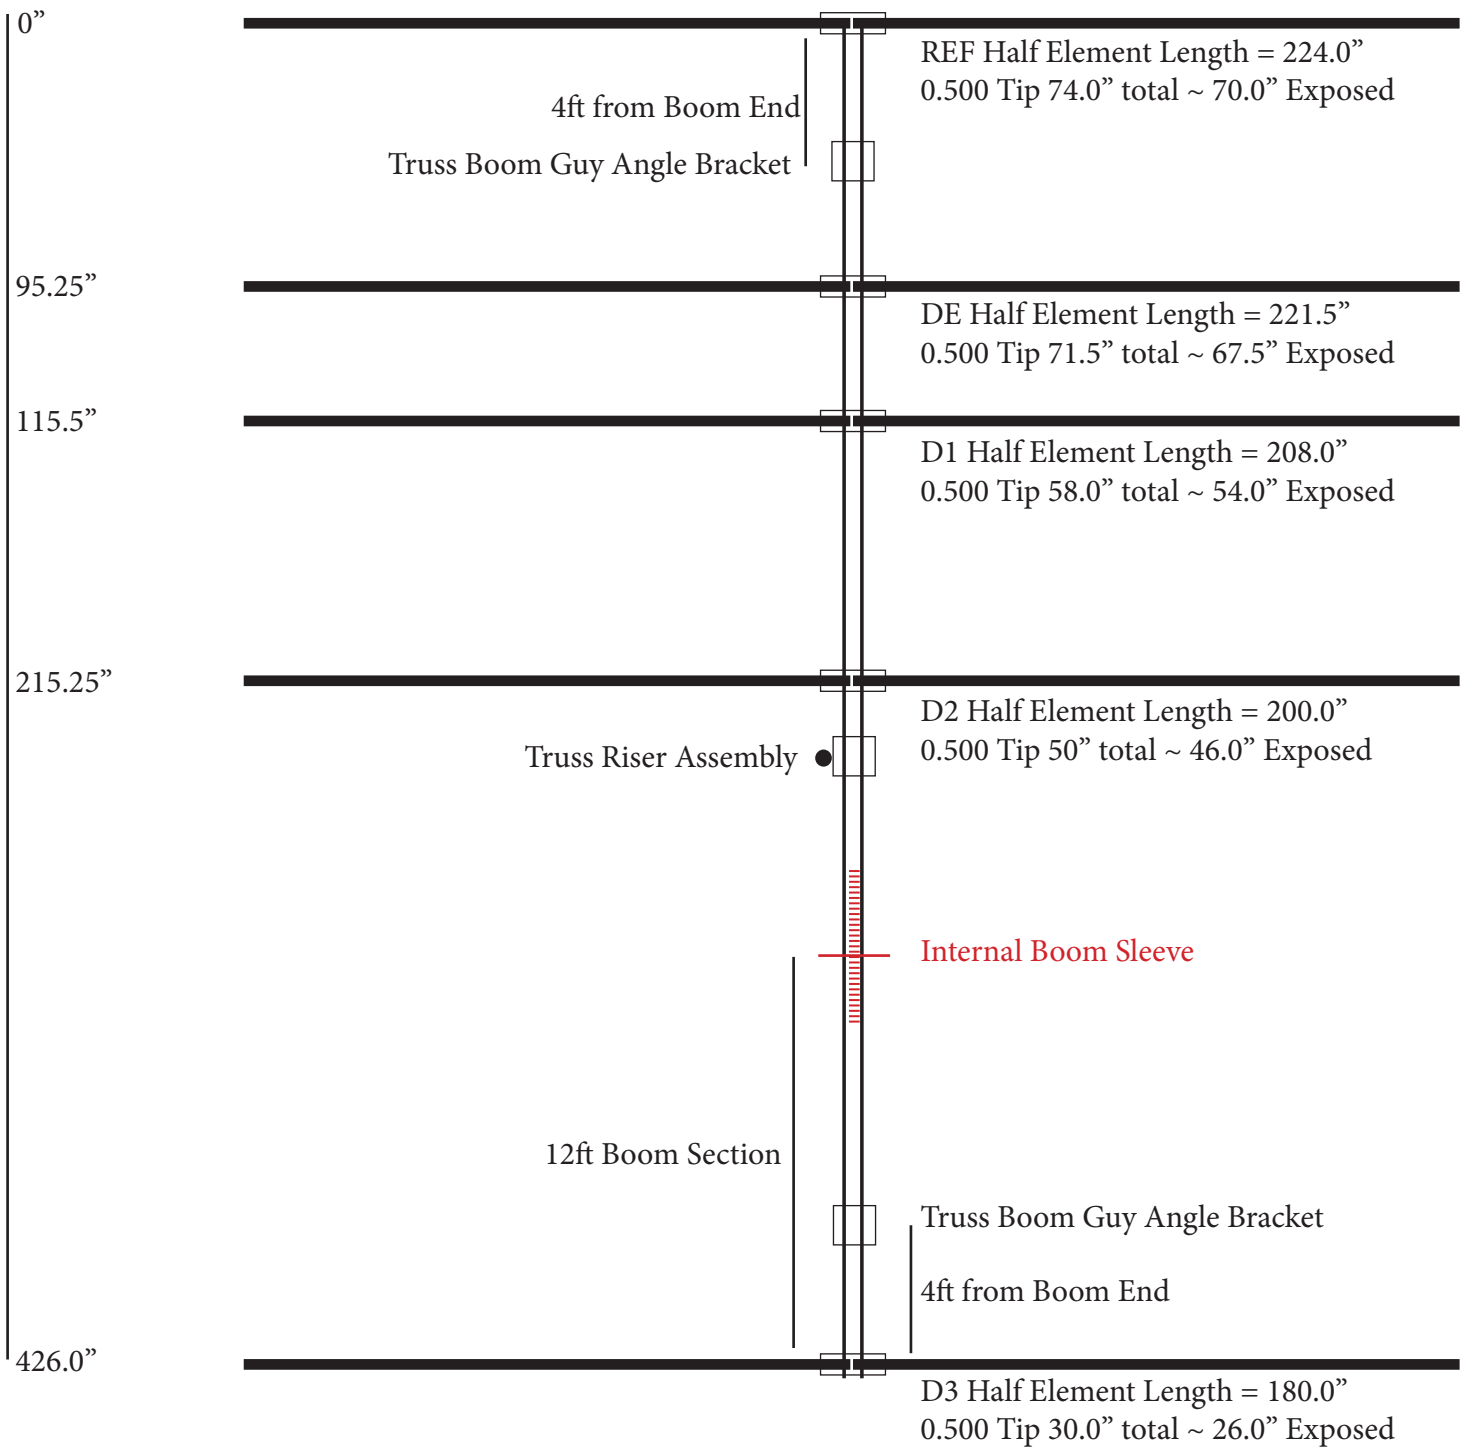 0”
REF Half Element Length = 224.0”
0.500 Tip 74.0” total ~ 70.0” Exposed
4ft from Boom End
Truss Boom Guy Angle Bracket
95.25”
DE Half Element Length = 221.5”
0.500 Tip 71.5” total ~ 67.5” Exposed
115.5”
D1 Half Element Length = 208.0”
0.500 Tip 58.0” total ~ 54.0” Exposed
215.25”
D2 Half Element Length = 200.0”
0.500 Tip 50” total ~ 46.0” Exposed
Truss Riser Assembly
Internal Boom Sleeve
12ft Boom Section
Truss Boom Guy Angle Bracket
4ft from Boom End
426.0”
D3 Half Element Length = 180.0”
0.500 Tip 30.0” total ~ 26.0” Exposed